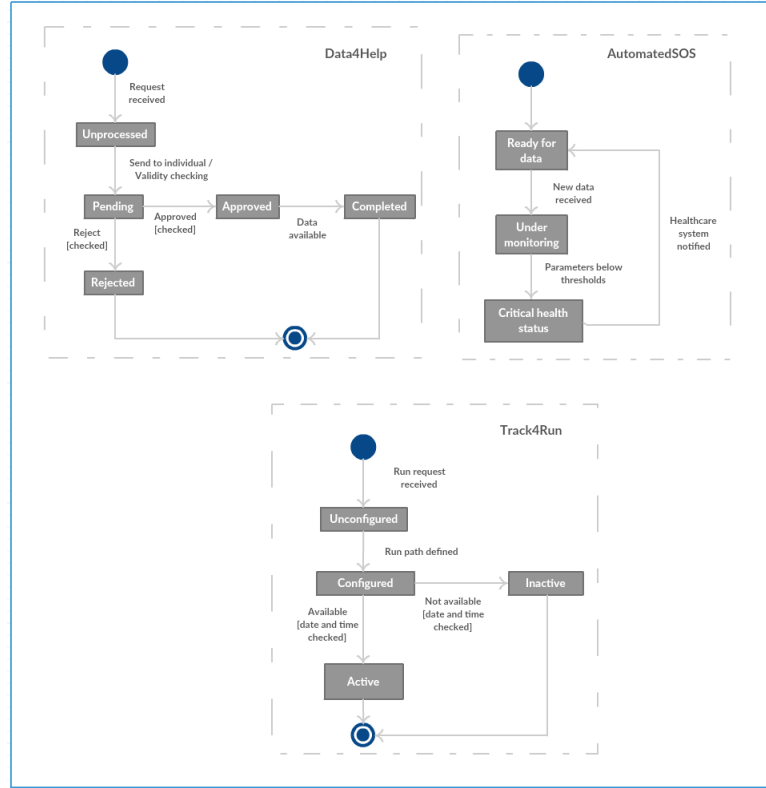 Data4Help
Request
received
Unprocessed
Send to individual /
Validity checking
Pending
Approved
[checked]
Approved
Data
available
Completed
Reject
[checked]
Rejected
AutomatedSOS
Ready for
data
New data
received
Under
monitoring
Healthcare
system
notified
Parameters below
thresholds
Critical health
status
Track4Run
Run request
received
Unconfigured
Run path defined
Configured
Inactive
Available
[date and time
checked]
Not available
[date and time
checked]
Active